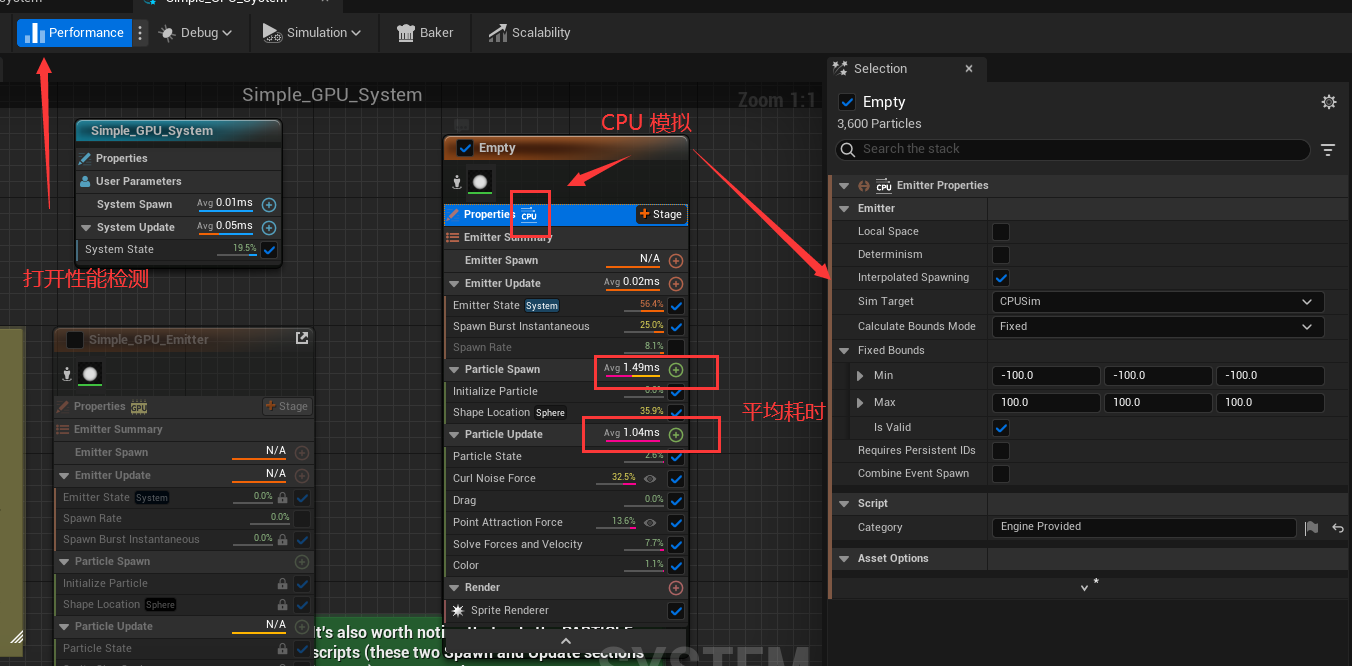 Simple_GPU_System
Performance
Debug
Simulation
Baker
Scalability
打开性能检测
Simple_GPU_System
Zoom 1:1
Simple_GPU_System
Properties
User Parameters
System Spawn Avg 0.01ms
System Update Avg 0.05ms
System State 19.5%
Simple_GPU_Emitter
Properties GPU Stage
Emitter Summary
Emitter Spawn N/A
Emitter Update N/A
Emitter State System 0.0%
Spawn Rate 0.0%
Spawn Burst Instantaneous 0.0%
Particle Spawn
Initialize Particle
Shape Location Sphere
Particle Update N/A
Particle State
CPU 模拟
Empty
Properties CPU Stage
Emitter Summary
Emitter Spawn N/A
Emitter Update Avg 0.02ms
Emitter State System 56.4%
Spawn Burst Instantaneous 25.0%
Spawn Rate 8.1%
Particle Spawn Avg 1.49ms
Initialize Particle 0.0%
Shape Location Sphere 35.9%
Particle Update Avg 1.04ms
平均耗时
Particle State 2.6%
Curl Noise Force 32.5%
Drag 0.0%
Point Attraction Force 13.6%
Solve Forces and Velocity 7.7%
Color 1.1%
Render
Sprite Renderer
It's also worth noti
scripts (these two Spawn and Update sections
SYSTEM
Selection
Empty
3,600 Particles
Search the stack
CPU Emitter Properties
Emitter
Local Space
Determinism
Interpolated Spawning
Sim Target CPUSim
Calculate Bounds Mode Fixed
Fixed Bounds
Min -100.0 -100.0 -100.0
Max 100.0 100.0 100.0
Is Valid
Requires Persistent IDs
Combine Event Spawn
Script
Category Engine Provided
Asset Options